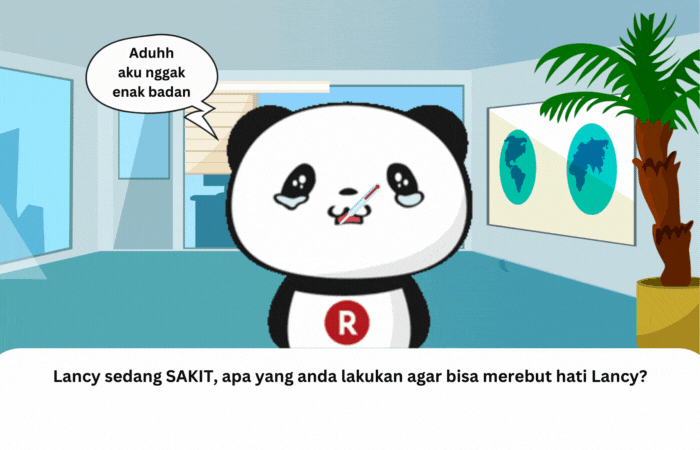 Aduhh
aku nggak
enak badan
R
Lancy sedang SAKIT, apa yang anda lakukan agar bisa merebut hati Lancy?